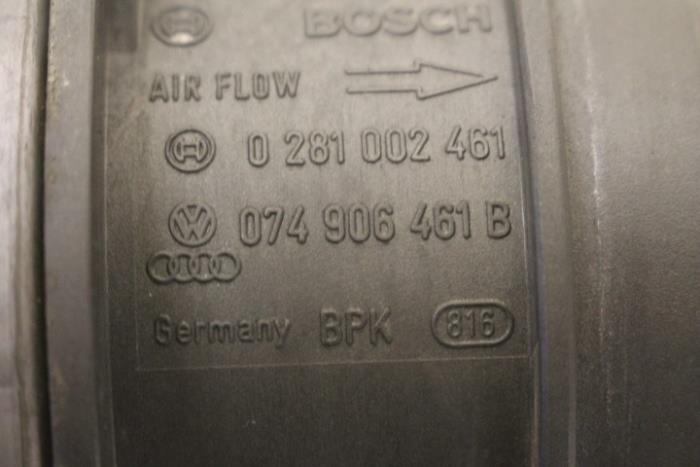 BOSCH
AIR FLOW
0 281 002 461
074 906 461 B
Germany BPK 816